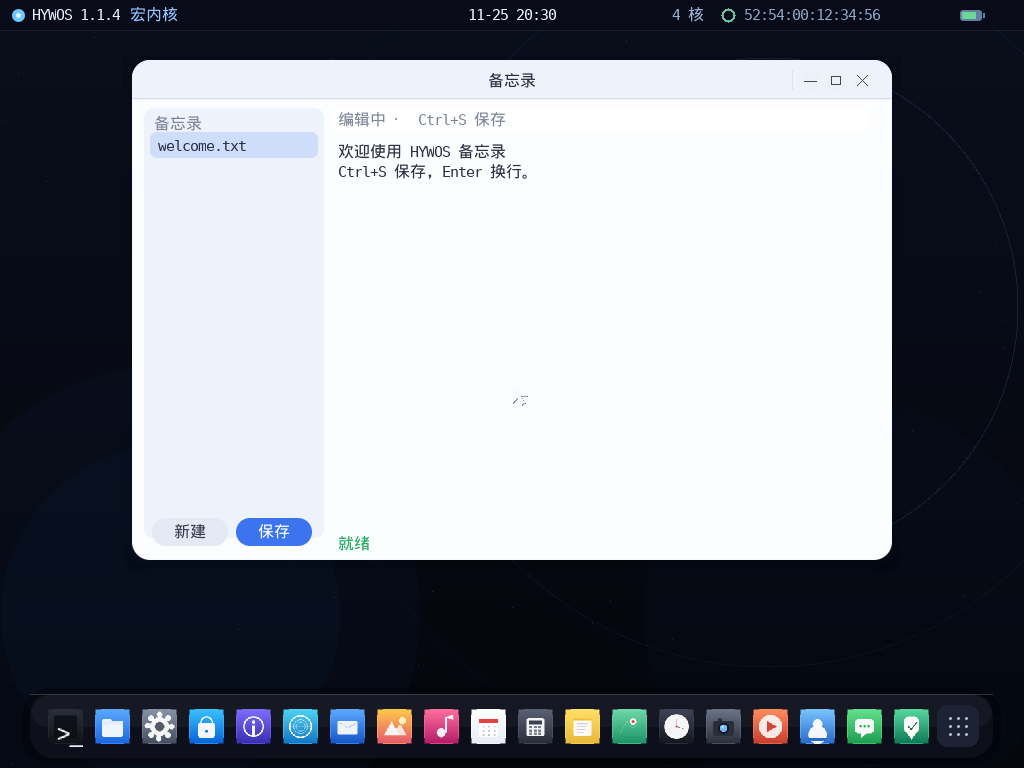 HYWOS 1.1.4 宏内核
11-25 20:30
4 核
52:54:00:12:34:56
备忘录
备忘录
welcome.txt
编辑中 · Ctrl+S 保存
欢迎使用 HYWOS 备忘录
Ctrl+S 保存, Enter 换行。
新建
保存
就绪
>_